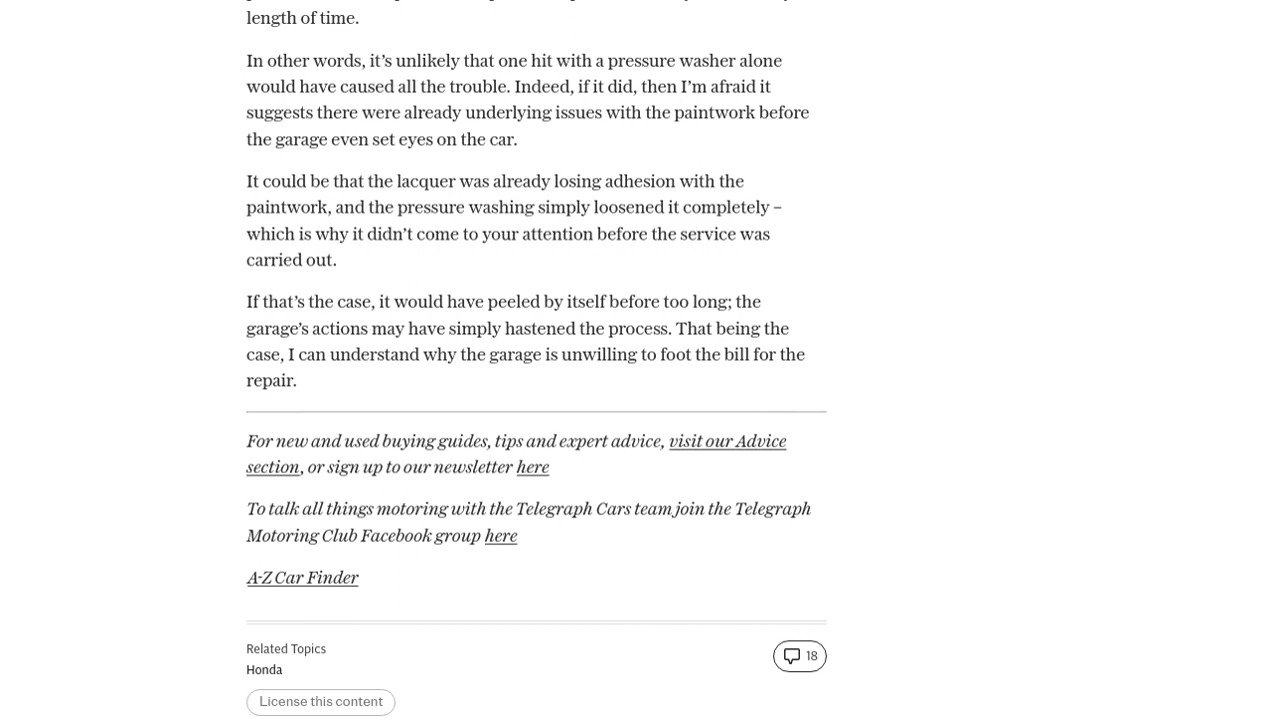 length of time.
In other words, it’s unlikely that one hit with a pressure washer alone
would have caused all the trouble. Indeed, if it did, then I’m afraid it
suggests there were already underlying issues with the paintwork before
the garage even set eyes on the car.
It could be that the lacquer was already losing adhesion with the
paintwork, and the pressure washing simply loosened it completely –
which is why it didn’t come to your attention before the service was
carried out.
If that’s the case, it would have peeled by itself before too long; the
garage’s actions may have simply hastened the process. That being the
case, I can understand why the garage is unwilling to foot the bill for the
repair.
For new and used buying guides, tips and expert advice, visit our Advice
section, or sign up to our newsletter here
To talk all things motoring with the Telegraph Cars team join the Telegraph
Motoring Club Facebook group here
A-Z Car Finder
Related Topics
18
Honda
License this content